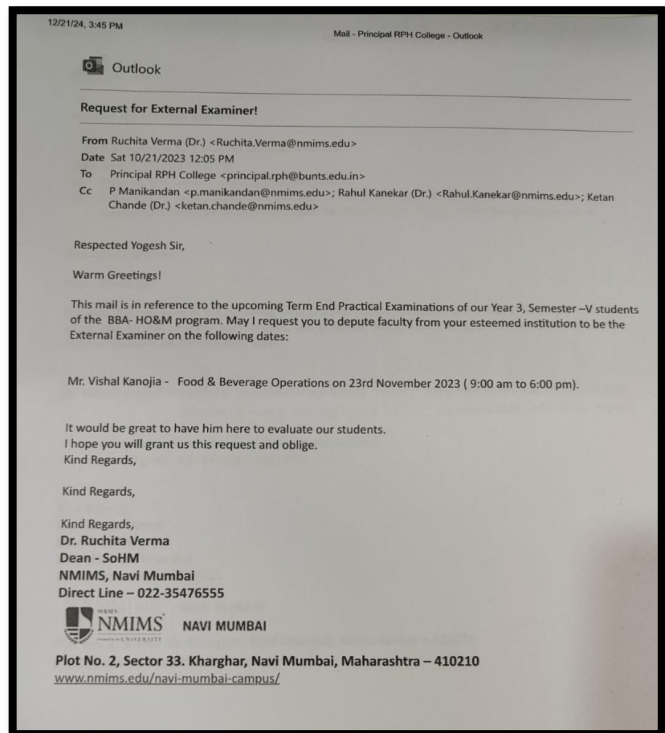 12/21/24, 3:45 PM
Mail - Principal RPH College - Outlook
Outlook
Request for External Examiner!
From Ruchita Verma (Dr.) <Ruchita.Verma@nmims.edu>
Date Sat 10/21/2023 12:05 PM
To Principal RPH College <principal.rph@bunts.edu.in>
Cc P Manikandan <p.manikandan@nmims.edu>; Rahul Kanekar (Dr.) <Rahul.Kanekar@nmims.edu>; Ketan
Chande (Dr.) <ketan.chande@nmims.edu>
Respected Yogesh Sir,
Warm Greetings!
This mail is in reference to the upcoming Term End Practical Examinations of our Year 3, Semester –V students
of the BBA- HO&M program. May I request you to depute faculty from your esteemed institution to be the
External Examiner on the following dates:
Mr. Vishal Kanojia - Food & Beverage Operations on 23rd November 2023 ( 9:00 am to 6:00 pm).
It would be great to have him here to evaluate our students.
I hope you will grant us this request and oblige.
Kind Regards,
Kind Regards,
Kind Regards,
Dr. Ruchita Verma
Dean - SoHM
NMIMS, Navi Mumbai
Direct Line – 022-35476555
NMIMS
UNIVERSITY
NAVI MUMBAI
Plot No. 2, Sector 33. Kharghar, Navi Mumbai, Maharashtra – 410210
www.nmims.edu/navi-mumbai-campus/